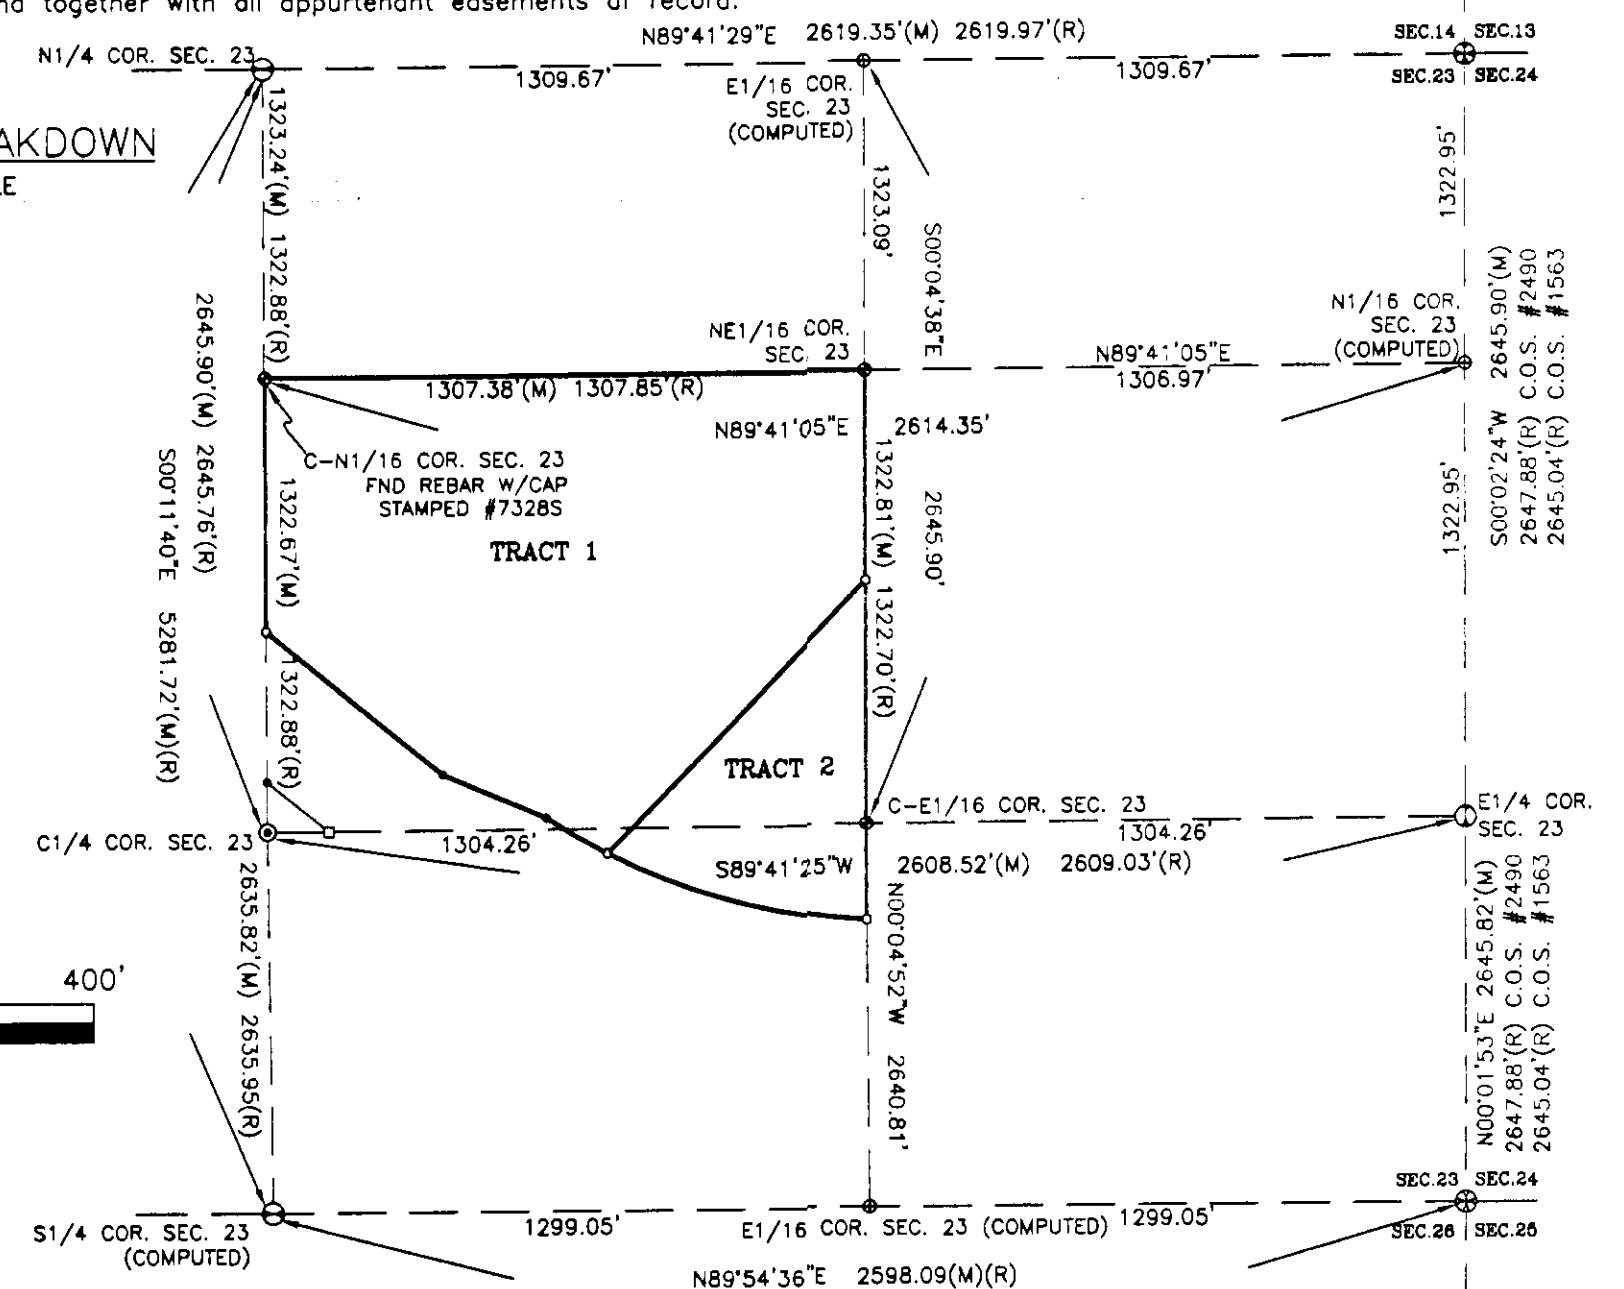 nd together with all appurtenant easements of record.
N89°41'29"E 2619.35'(M) 2619.97'(R)
SEC.14 SEC.13
N1/4 COR. SEC. 23
1309.67'
1309.67'
SEC.23 SEC.24
E1/16 COR.
SEC. 23
(COMPUTED)
AKDOWN
LE
1323.24'(M) 1322.88'(R)
1323.09'
S00°04'38"E
1322.95'
2645.90'(M) 2645.76'(R)
S00°11'40"E 5281.72'(M)(R)
NE1/16 COR.
SEC. 23
N1/16 COR.
SEC. 23
(COMPUTED)
S00°02'24"W 2645.90'(M)
2647.88'(R) C.O.S. #2490
2645.04'(R) C.O.S. #1563
N89°41'05"E
1306.97'
1307.38'(M) 1307.85'(R)
N89°41'05"E 2614.35'
C-N1/16 COR. SEC. 23
FND REBAR W/CAP
STAMPED #7328S
1322.67'(M)
1322.88'(R)
TRACT 1
1322.81'(M) 1322.70'(R)
2645.90'
1322.95'
TRACT 2
C-E1/16 COR. SEC. 23
E1/4 COR.
SEC. 23
C1/4 COR. SEC. 23
1304.26'
1304.26'
S89°41'25"W 2608.52'(M) 2609.03'(R)
2635.82'(M) 2635.95(R)
N00°04'52"W 2640.81'
N00°01'53"E 2645.82'(M)
2647.88'(R) C.O.S. #2490
2645.04'(R) C.O.S. #1563
400'
SEC.23 SEC.24
S1/4 COR. SEC. 23
(COMPUTED)
1299.05'
E1/16 COR. SEC. 23 (COMPUTED)
1299.05'
SEC.26 SEC.25
N89°54'36"E 2598.09(M)(R)